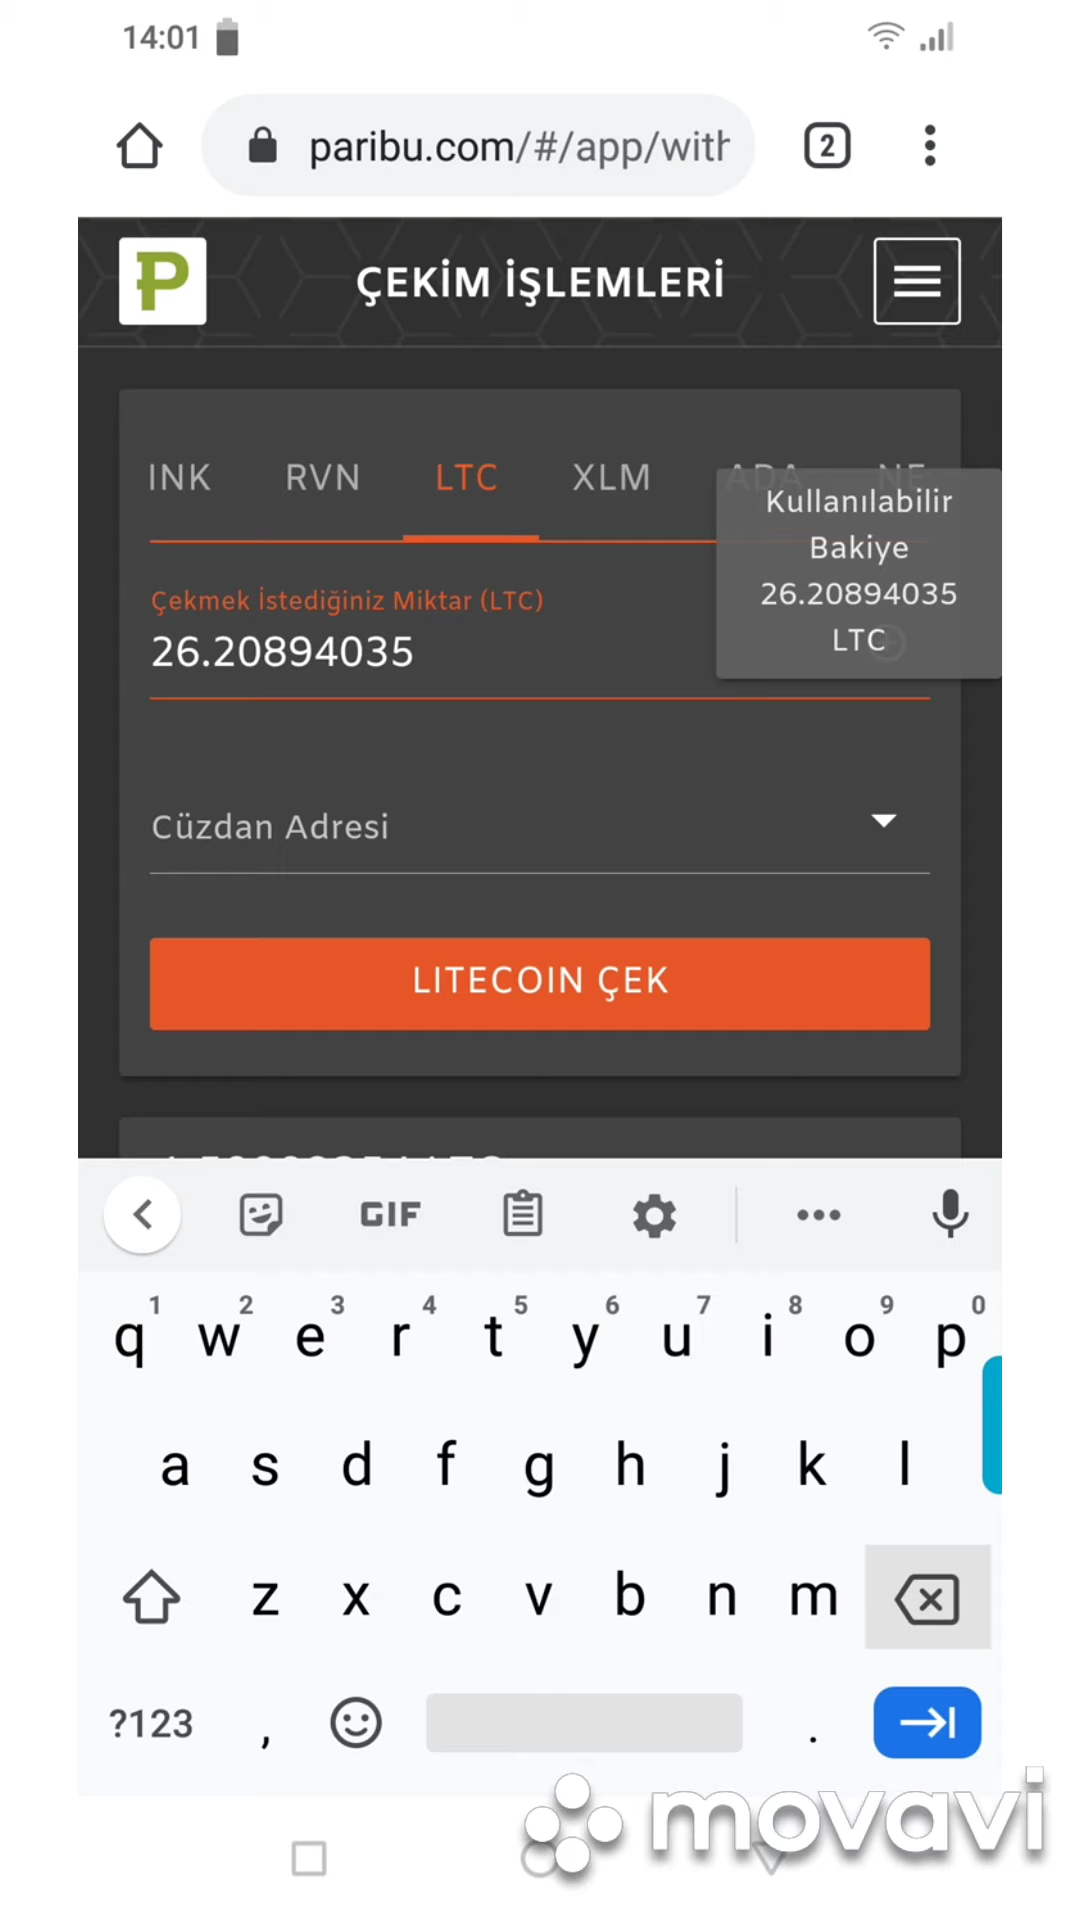 14:01
paribu.com/#/app/with
2
ÇEKİM İŞLEMLERİ
INK RVN LTC XLM ADA
Kullanılabilir
Bakiye
26.20894035
LTC
Çekmek İstediğiniz Miktar (LTC)
26.20894035
Cüzdan Adresi
LITECOIN ÇEK
GIF
1 2 3 4 5 6 7 8 9 0
q w e r t y u i o p
a s d f g h j k l
z x c v b n m
?123 , .
movavi